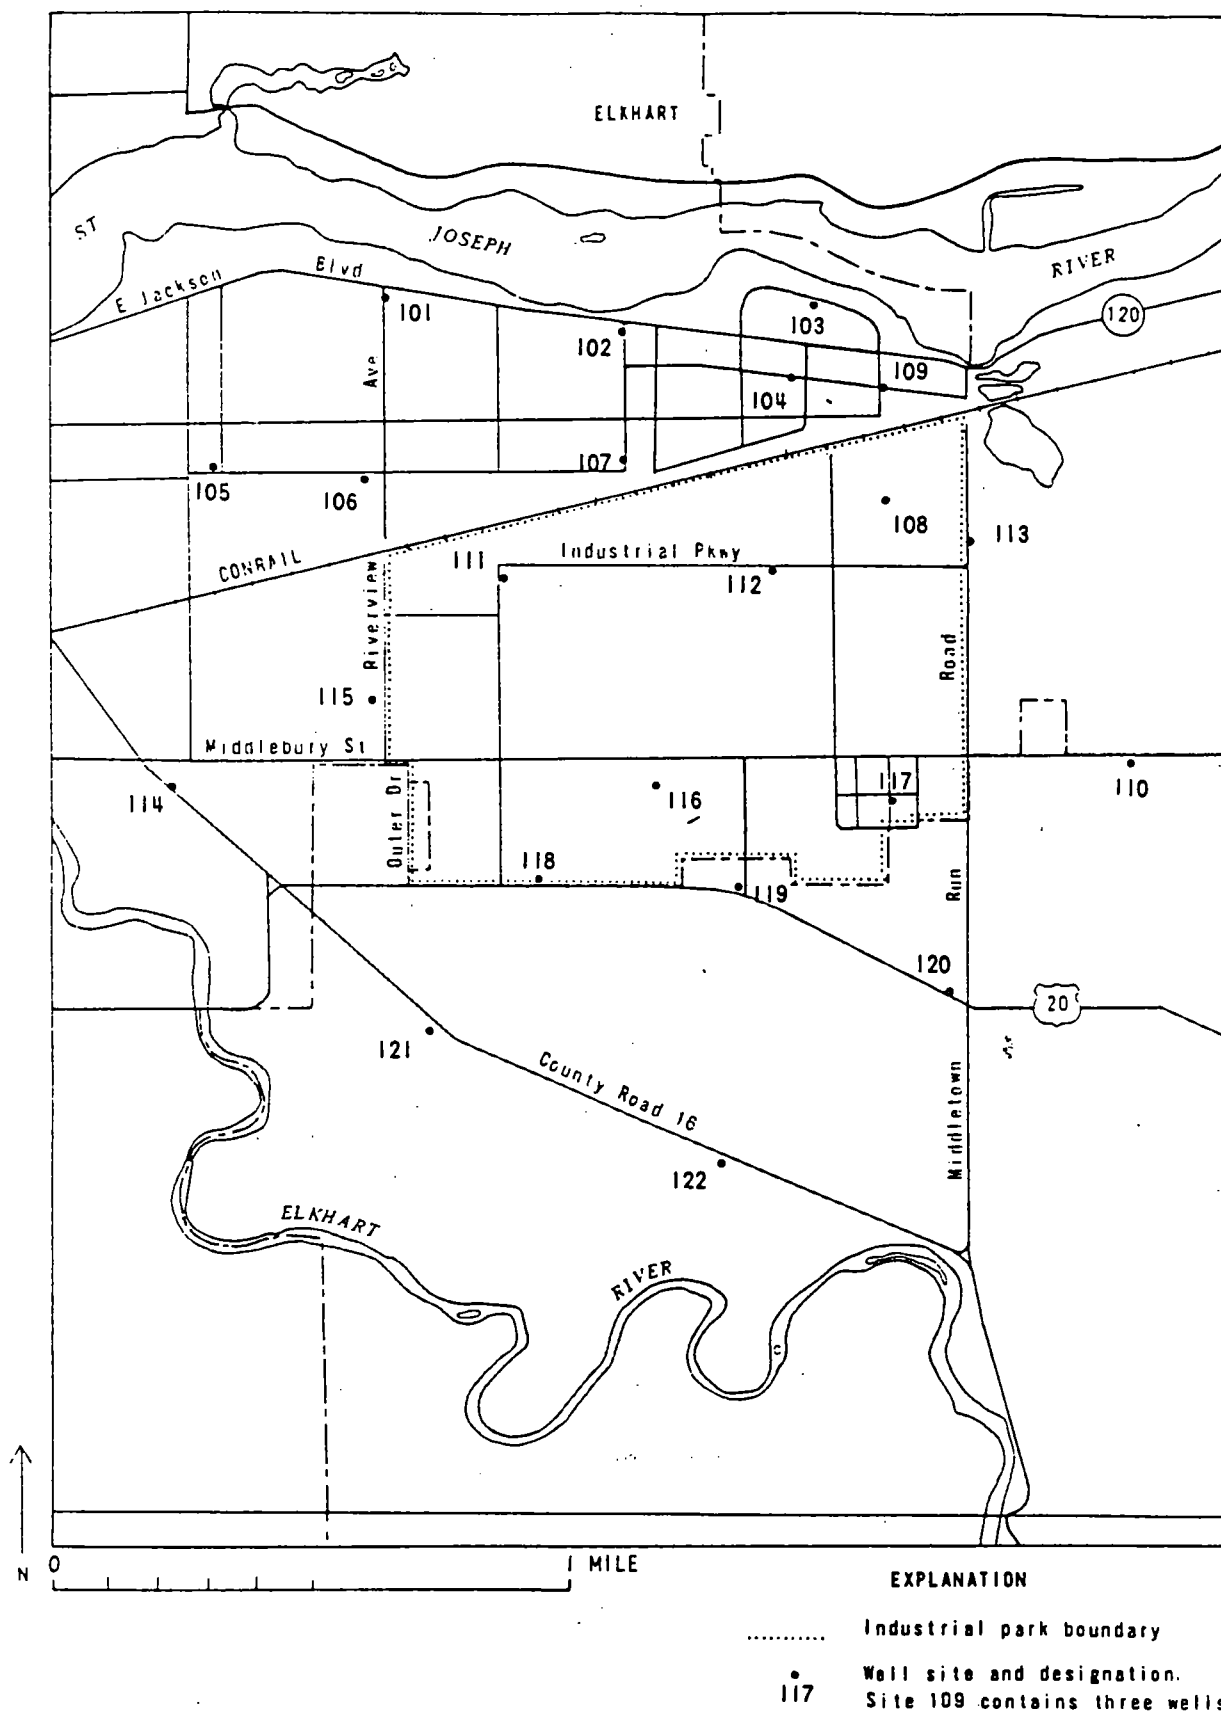 ELKHART
ST
JOSEPH
RIVER
E Jackson
Blvd
101
102
103
120
Ave
104
109
105
106
107
108
113
CONRAIL
111
Industrial Pkwy
112
Riverview
Road
115
Middlebury St
114
Outer Dr
116
117
110
118
119
Run
120
20
121
County Road 16
Middletown
122
ELKHART
RIVER
C
N
0
1 MILE
EXPLANATION
Industrial park boundary
117
Well site and designation.
Site 109 contains three wells